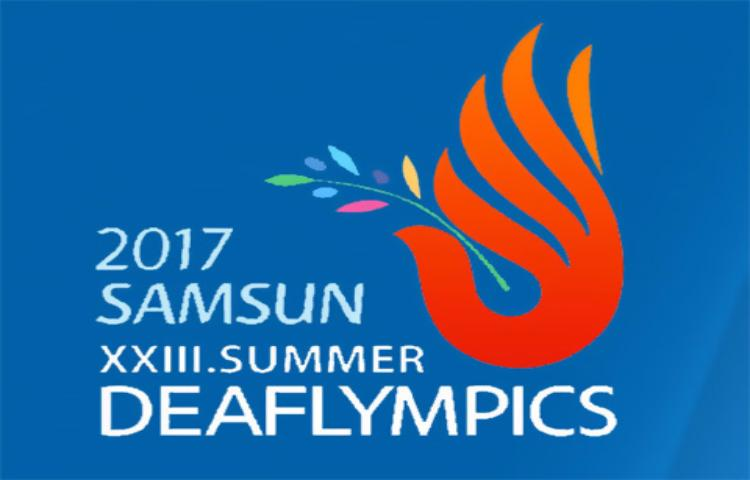 2017
SAMSUN
XXIII.SUMMER
DEAFLYMPICS